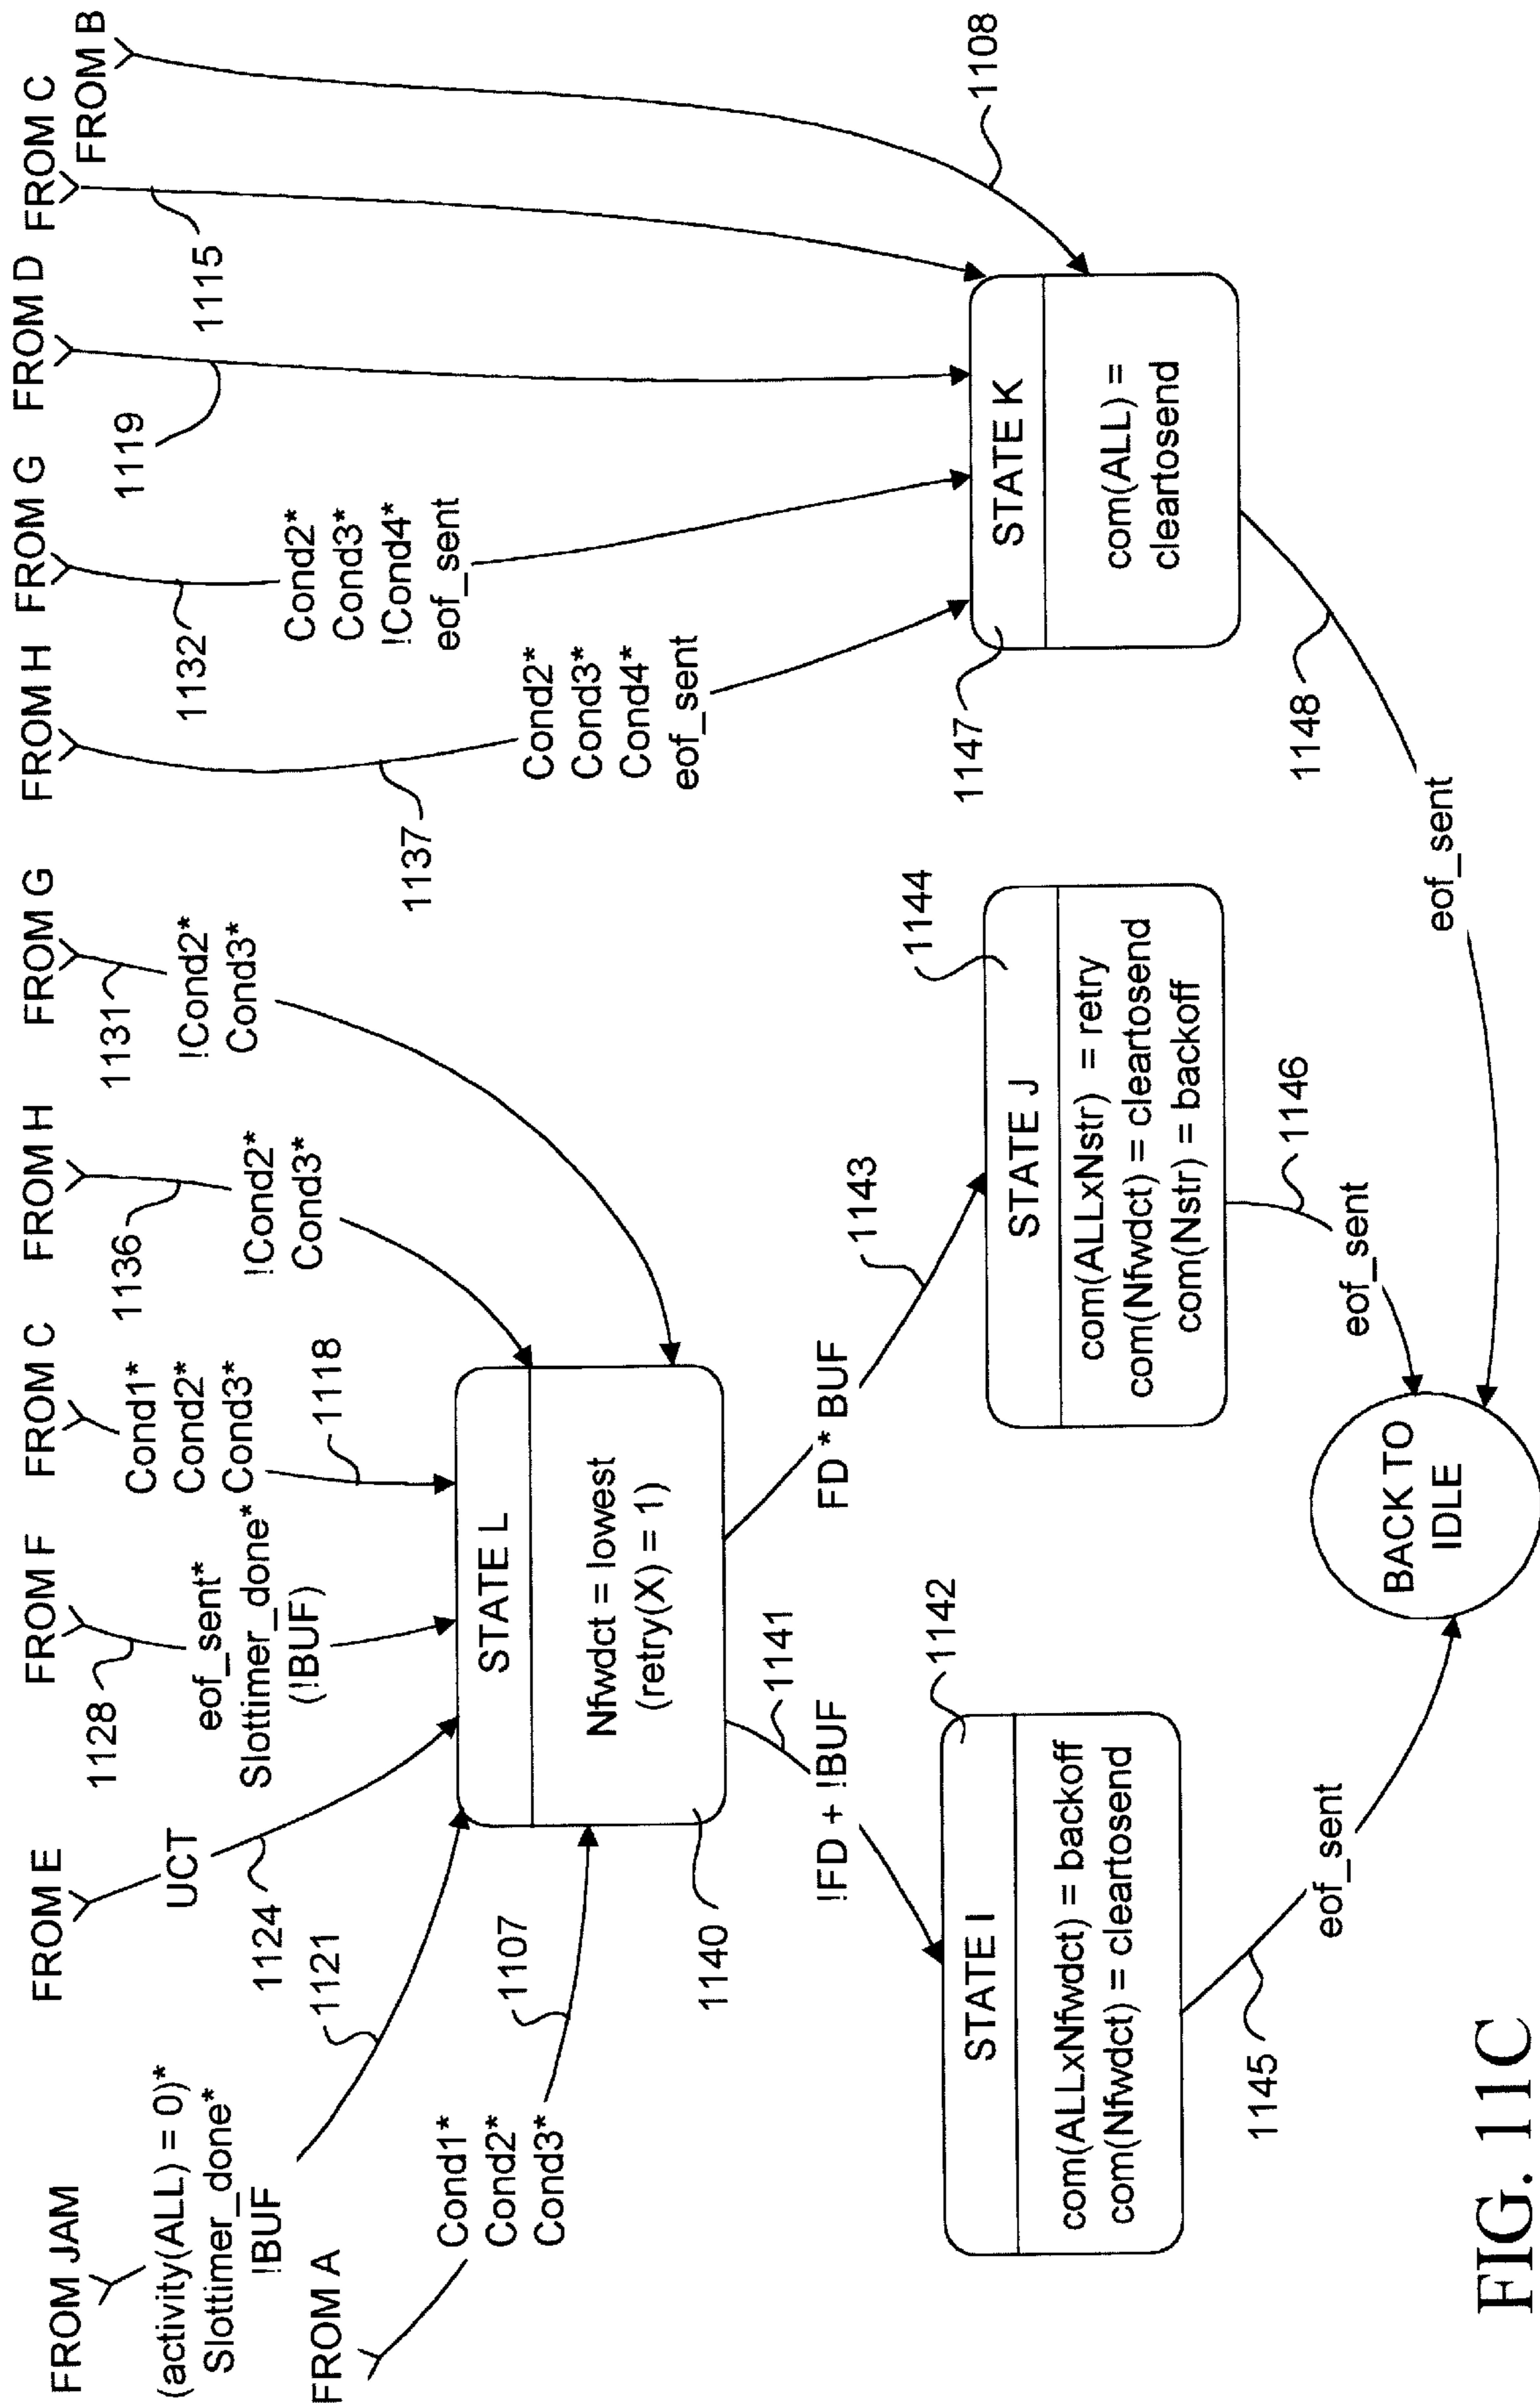 FROM JAM
(activity(ALL) = 0)*
Slottimer_done*
!BUF
1121
FROM A
Cond1*
Cond2*
Cond3*
1107
FROM E
UCT
1124
FROM F
1128
eof_sent*
Slottimer_done*
(!BUF)
FROM C
Cond1*
Cond2*
Cond3*
1118
FROM H
1136
!Cond2*
Cond3*
FROM G
1131
!Cond2*
Cond3*
FROM H
1137
Cond2*
Cond3*
Cond4*
eof_sent
FROM G
1132
Cond2*
Cond3*
!Cond4*
eof_sent
FROM D
1119
FROM C
1115
FROM B
1108
STATE L
Nfwdct = lowest
(retry(X) = 1)
1140
!FD + !BUF
1141
FD * BUF
1143
STATE I
com(ALLxNfwdct) = backoff
com(Nfwdct) = cleartosend
1142
1145
eof_sent
STATE J
com(ALLxNstr) = retry
com(Nfwdct) = cleartosend
com(Nstr) = backoff
1144
1146
eof_sent
STATE K
com(ALL) =
cleartosend
1147
1148
eof_sent
BACK TO
IDLE
FIG. 11C